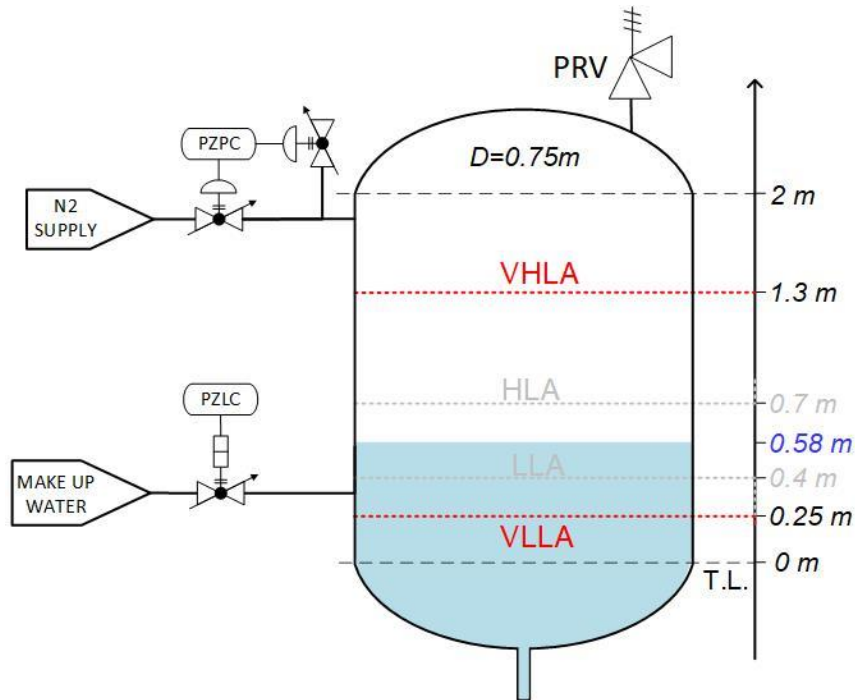 PRV
PZPC
D=0.75m
N2
SUPPLY
2 m
VHLA
1.3 m
PZLC
HLA
0.7 m
0.58 m
MAKE UP
WATER
LLA
0.4 m
0.25 m
VLLA
0 m
T.L.